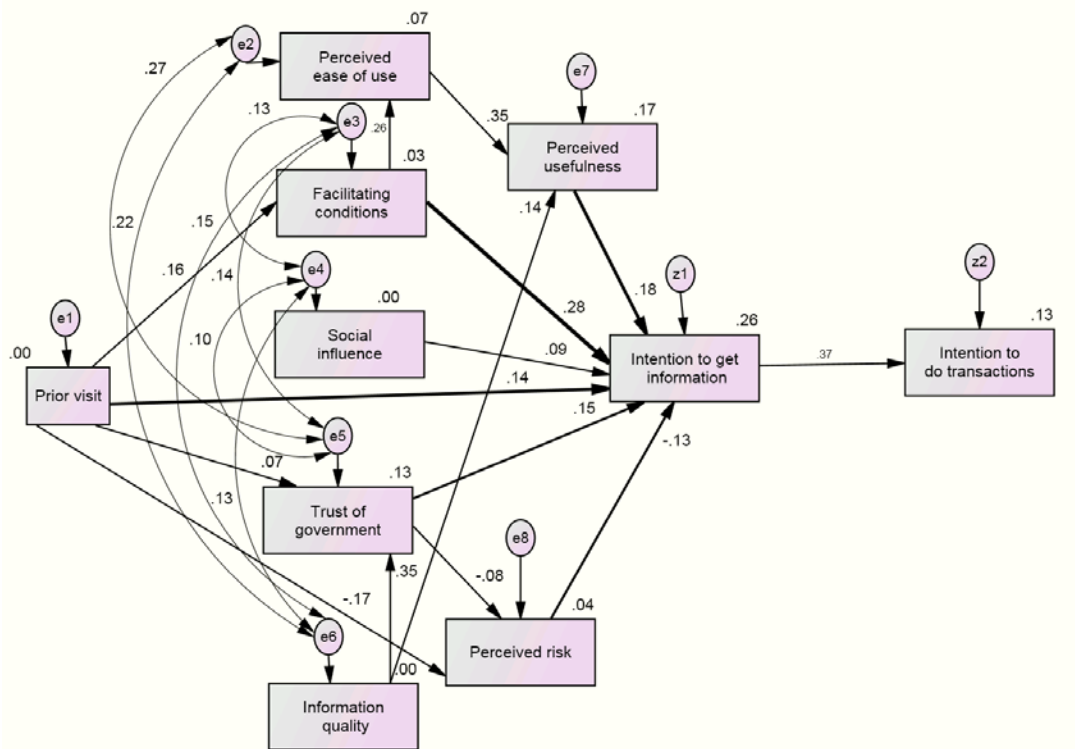 .07
e2
Perceived
ease of use
.27
e7
.17
.13
e3
.26
.35
Perceived
usefulness
.03
Facilitating
conditions
.14
.22
.15
.16
.14
e4
z1
z2
.18
.00
.28
.26
.13
e1
.10
Social
influence
.09
Intention to get
information
.37
Intention to
do transactions
.00
Prior visit
.14
.15
-.13
e5
.07
.13
Trust of
government
.13
e8
-.08
.35
-.17
.04
e6
Perceived risk
.00
Information
quality